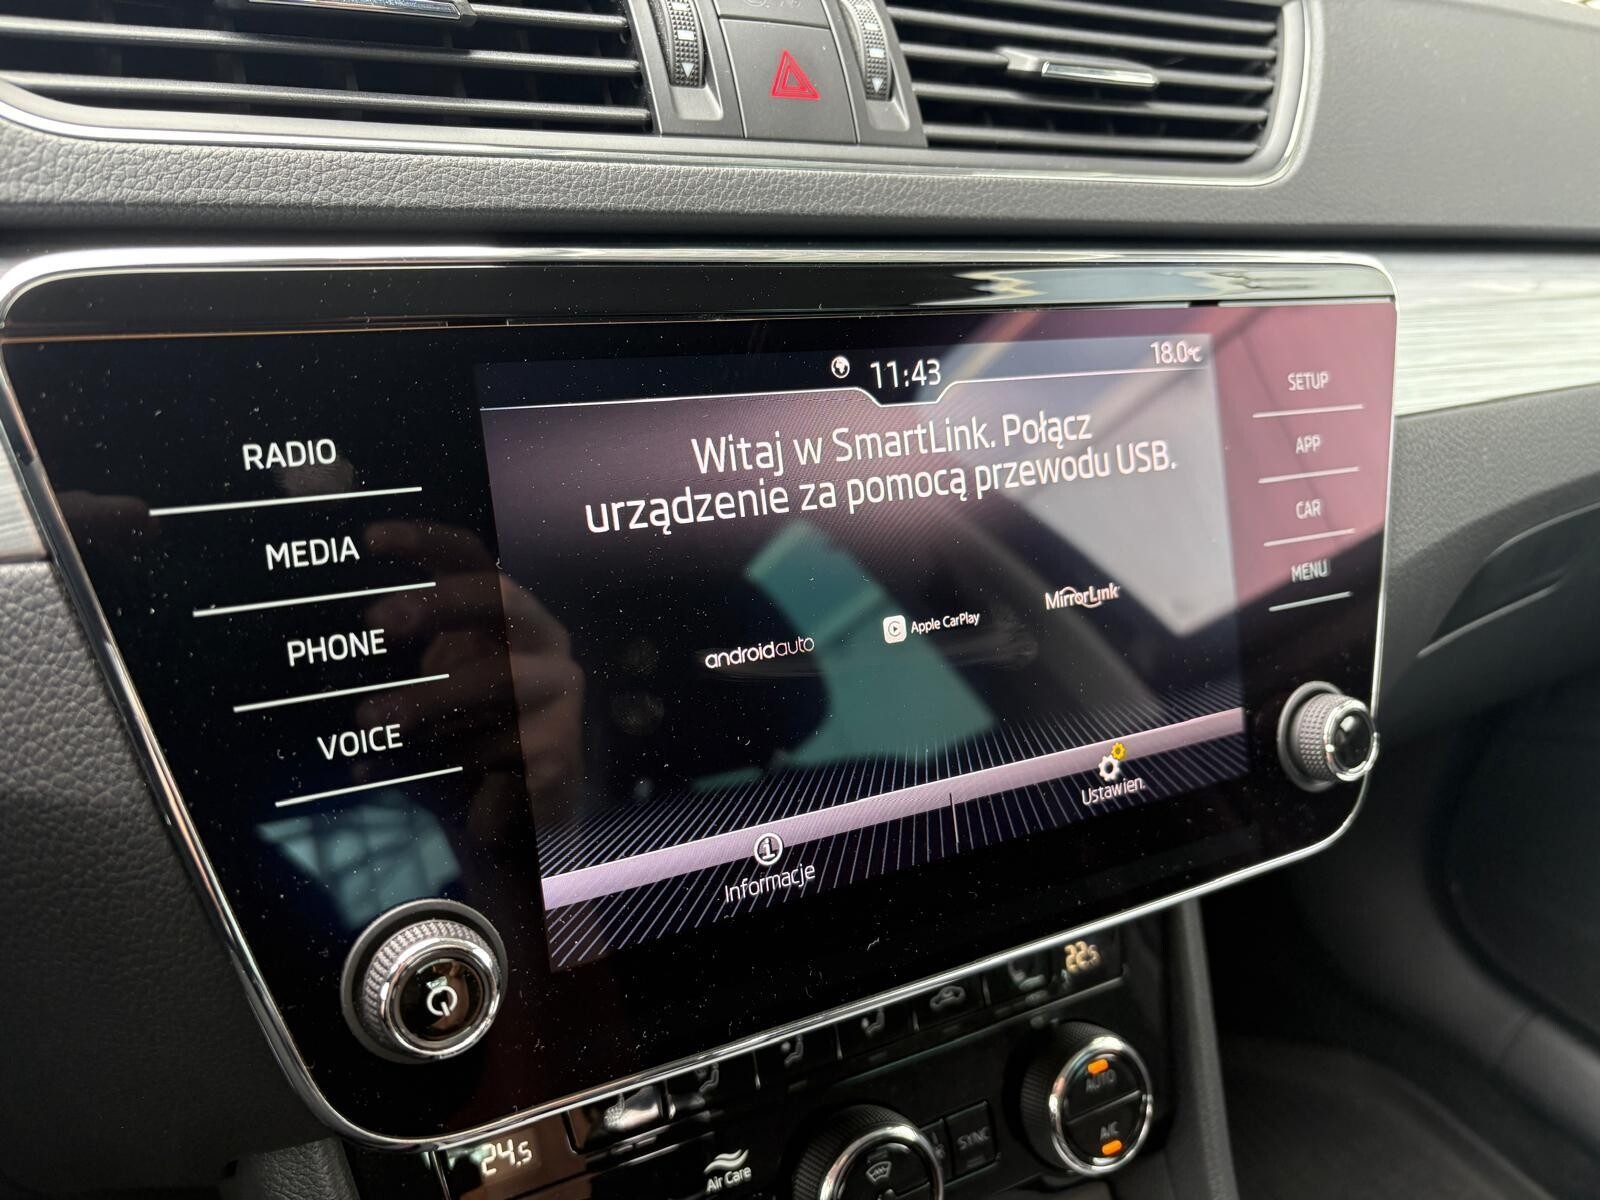 11:43
18.0°C
RADIO
MEDIA
PHONE
VOICE
Witaj w SmartLink. Połącz
urządzenie za pomocą przewodu USB.
androidauto
Apple CarPlay
MirrorLink
Informacje
Ustawien.
SETUP
APP
CAR
MENU
24.5
Air Care
SYNC
22.5
AUTO
A/C